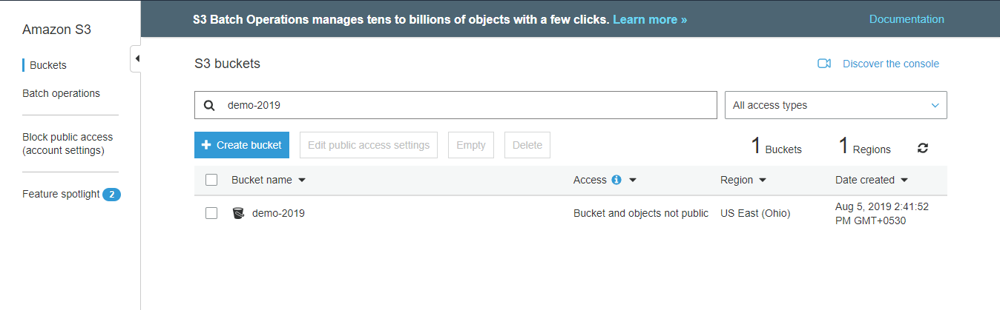 Amazon S3
Buckets
Batch operations
Block public access
(account settings)
Feature spotlight 2
S3 Batch Operations manages tens to billions of objects with a few clicks. Learn more » Documentation
S3 buckets Discover the console
demo-2019 All access types
Create bucket Edit public access settings Empty Delete 1 Buckets 1 Regions
Bucket name Access Region Date created
demo-2019 Bucket and objects not public US East (Ohio) Aug 5, 2019 2:41:52
PM GMT+0530